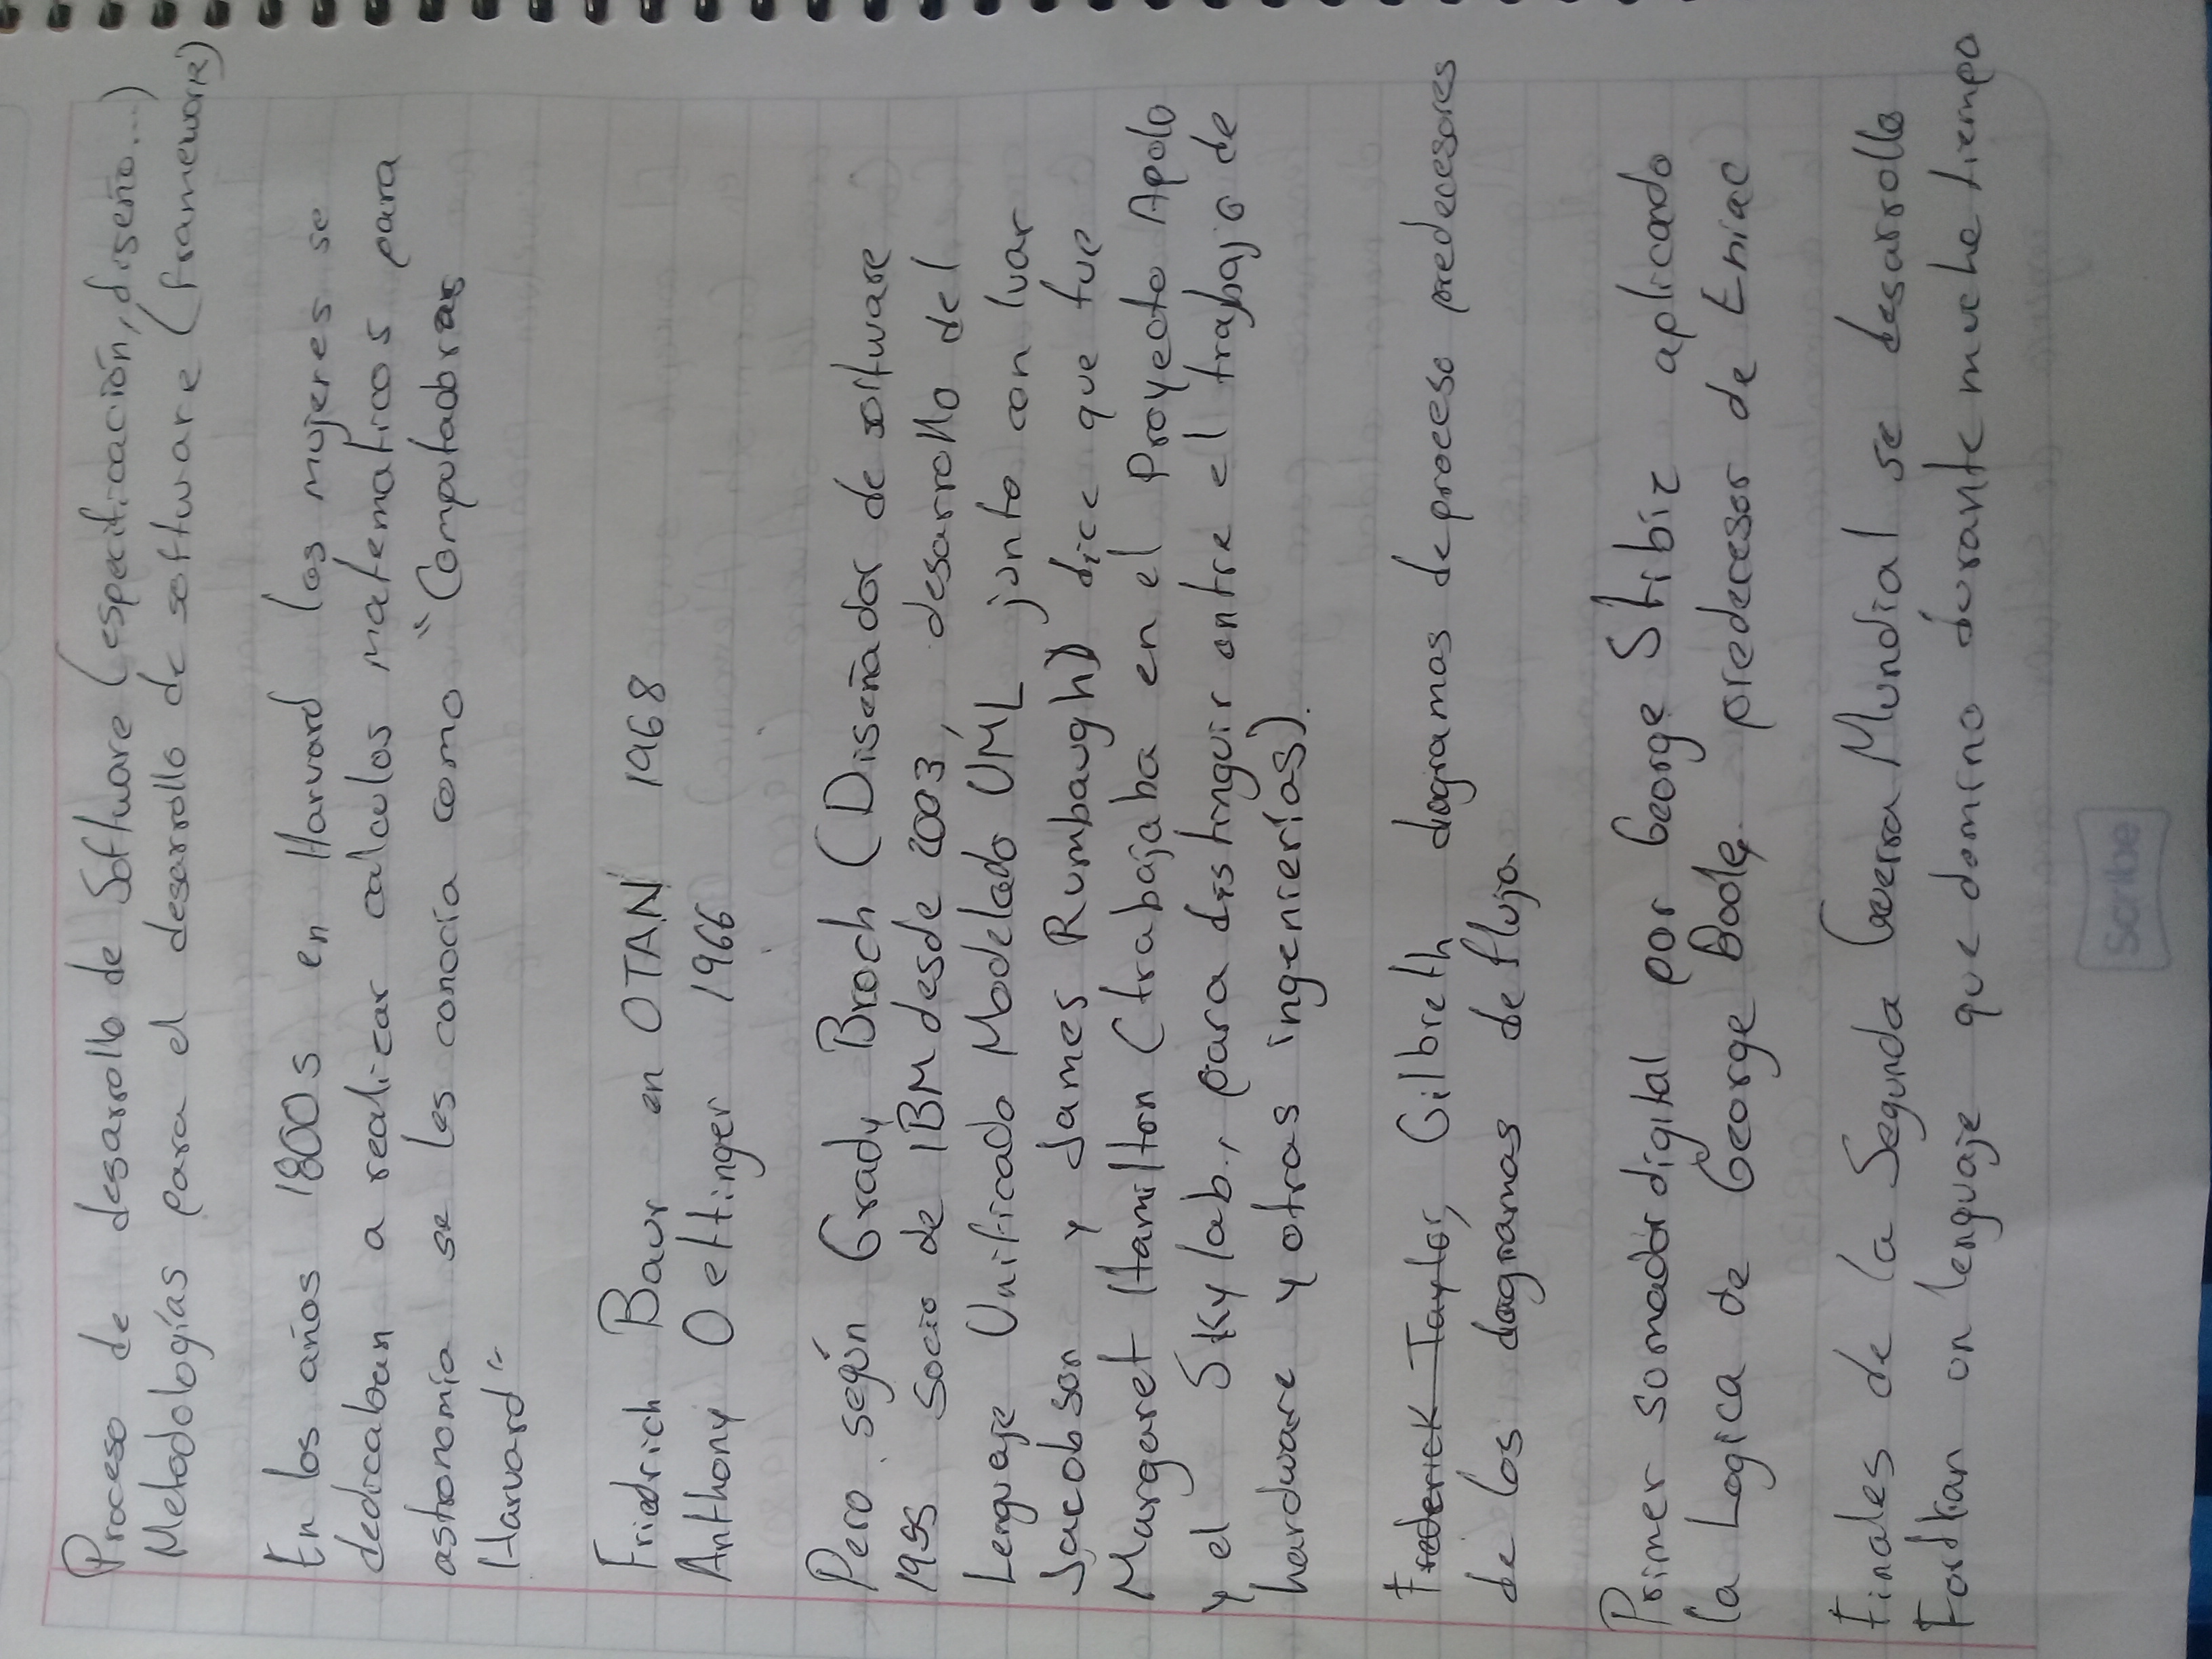 Proceso de desarrollo de Software (especificación, diseño...)
Metodologías para el desarrollo de software (framework)
En los años 1800s en Harvard las mujeres se
dedicaban a realizar calculos matematicos para
astronomía se les conocía como "Computadoras
Harvard"
Friedrich Baur en OTAN 1968
Anthony Oettinger 1966
Pero según Grady Broch (Diseñador de software
1955 socio de IBM desde 2003, desarrollo del
Lenguaje Unificado Modelado UML junto con Ivar
Jacobson y James Rumbaugh) dice que fue
Margaret Hamilton (trabajaba en el Proyecto Apolo
y el Skylab., para distinguir entre el trabajo de
hardware y otras ingenierías).
Frederick Taylor, Gilbreth diagramas de proceso predecesores
de los diagramas de flujo
Primer somador digital por George Stibiz aplicando
la Logica de George Boole predecesor de Eniac
Finales de la Segunda Guerra Mundial se desarrollo
Fordtran un lenguaje que domino durante mucho tiempo
Scribe